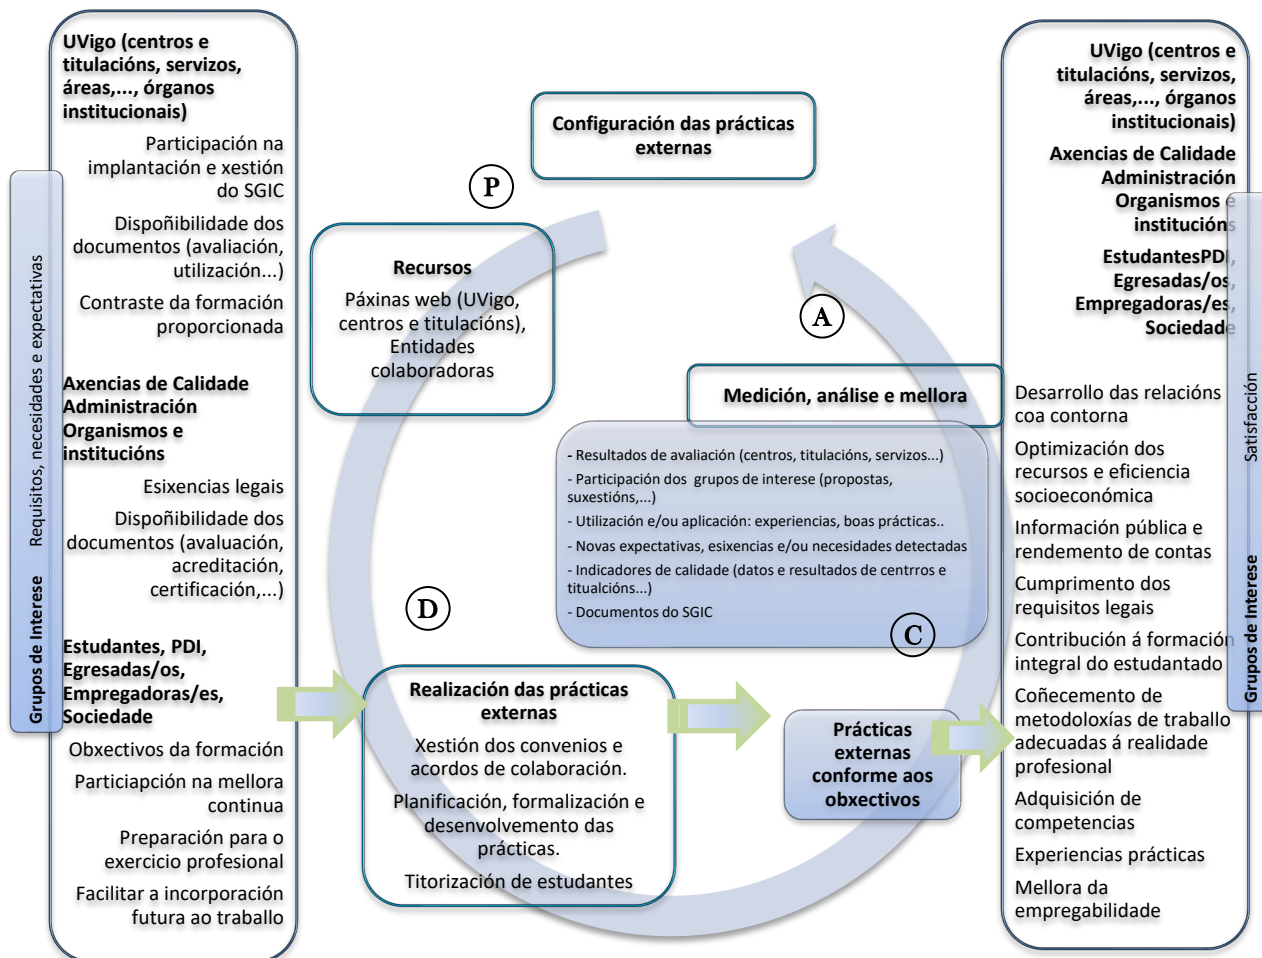 UVigo (centros e
titulacións, servizos,
áreas,..., órganos
institucionais)
Participación na
implantación e xestión
do SGIC
Dispoñibilidade dos
documentos (avaliación,
utilización...)
Contraste da formación
proporcionada
Axencias de Calidade
Administración
Organismos e
institucións
Esixencias legais
Dispoñibilidade dos
documentos (avaluación,
acreditación,
certificación,...)
Estudantes, PDI,
Egresadas/os,
Empregadoras/es,
Sociedade
Obxectivos da formación
Particiapción na mellora
continua
Preparación para o
exercicio profesional
Facilitar a incorporación
futura ao traballo
Grupos de Interese Requisitos, necesidades e expectativas
Configuración das prácticas
externas
P
Recursos
Páxinas web (UVigo,
centros e titulacións),
Entidades
colaboradoras
A
Medición, análise e mellora
- Resultados de avaliación (centros, titulacións, servizos...)
- Participación dos grupos de interese (propostas,
suxestións,...)
- Utilización e/ou aplicación: experiencias, boas prácticas..
- Novas expectativas, esixencias e/ou necesidades detectadas
- Indicadores de calidade (datos e resultados de centrros e
titualcións...)
- Documentos do SGIC
D
C
Realización das prácticas
externas
Xestión dos convenios e
acordos de colaboración.
Planificación, formalización e
desenvolvemento das
prácticas.
Titorización de estudantes
Prácticas
externas
conforme aos
obxectivos
UVigo (centros e
titulacións, servizos,
áreas,..., órganos
institucionais)
Axencias de Calidade
Administración
Organismos e
institucións
EstudantesPDI,
Egresadas/os,
Empregadoras/es,
Sociedade
Desarrollo das relacións
coa contorna
Optimización dos
recursos e eficiencia
socioeconómica
Información pública e
rendemento de contas
Cumprimento dos
requisitos legais
Contribución á formación
integral do estudantado
Coñecemento de
metodoloxías de traballo
adecuadas á realidade
profesional
Adquisición de
competencias
Experiencias prácticas
Mellora da
empregabilidade
Grupos de Interese Satisfacción